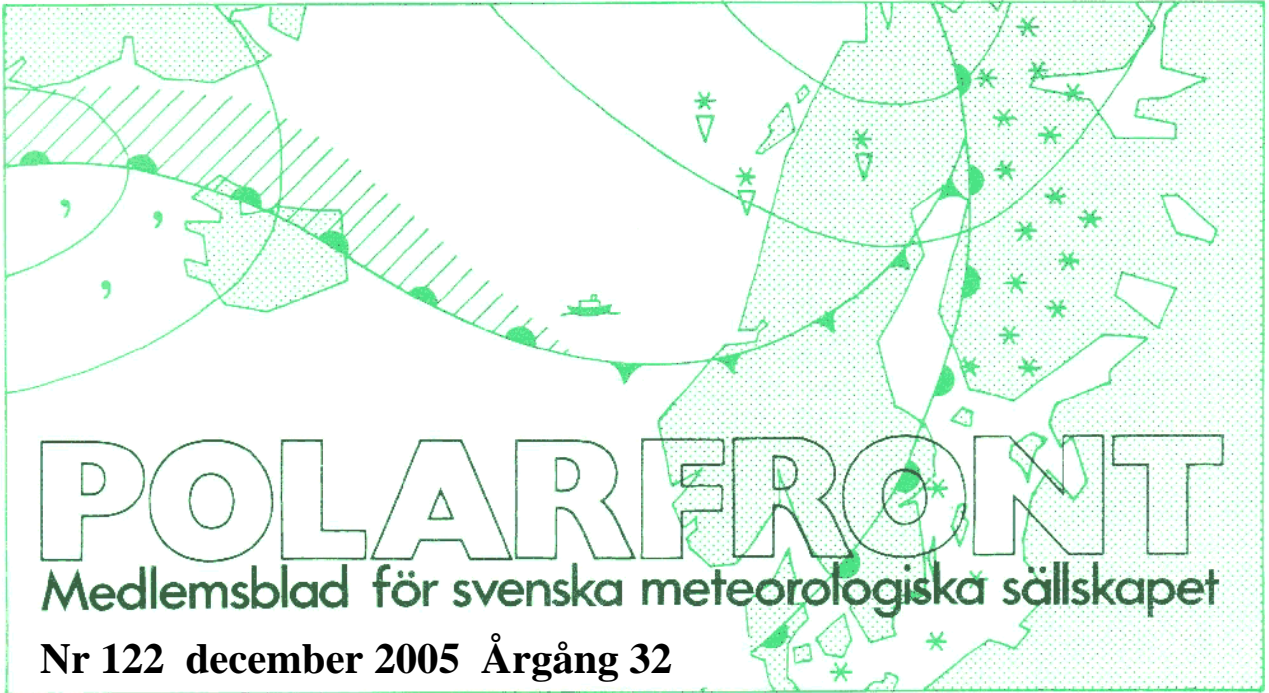 POLARFRONT
Medlemsblad för svenska meteorologiska sällskapet
Nr 122 december 2005 Årgång 32